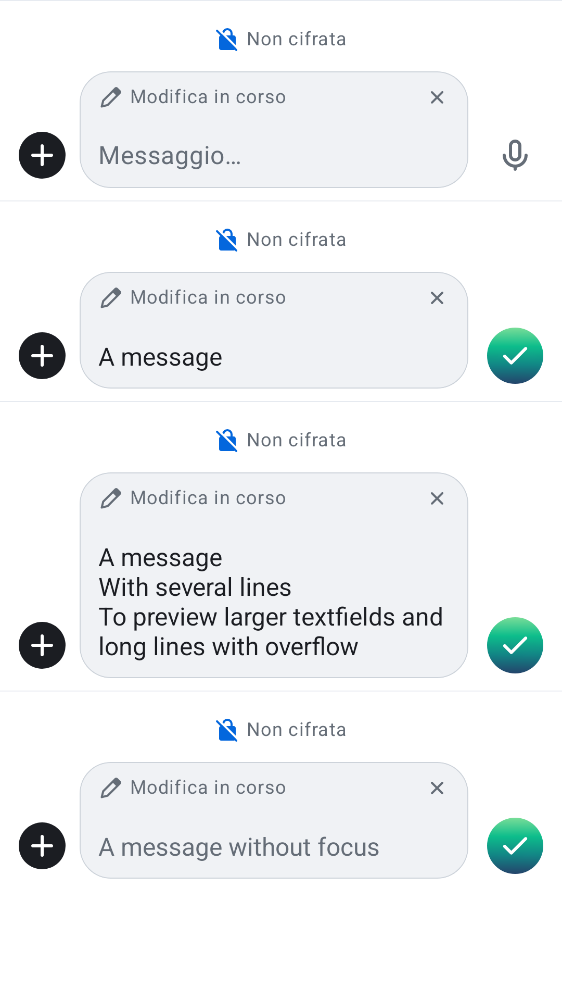 Non cifrata
Modifica in corso
Messaggio…
Non cifrata
Modifica in corso
A message
Non cifrata
Modifica in corso
A message
With several lines
To preview larger textfields and
long lines with overflow
Non cifrata
Modifica in corso
A message without focus